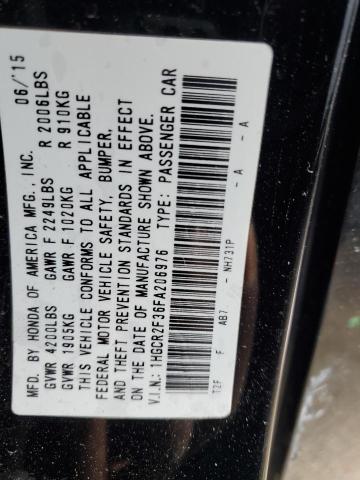 MFD. BY HONDA OF AMERICA MFG., INC. 06/'15
GVWR 4200LBS GAWR F 2249LBS R 2006LBS
GVWR 1905KG GAWR F 1020KG R 910KG
THIS VEHICLE CONFORMS TO ALL APPLICABLE
FEDERAL MOTOR VEHICLE SAFETY, BUMPER,
AND THEFT PREVENTION STANDARDS IN EFFECT
ON THE DATE OF MANUFACTURE SHOWN ABOVE.
V.I.N.: 1HGCR2F36FA206976 TYPE: PASSENGER CAR
T2F F AB7 - NH731P - A - A